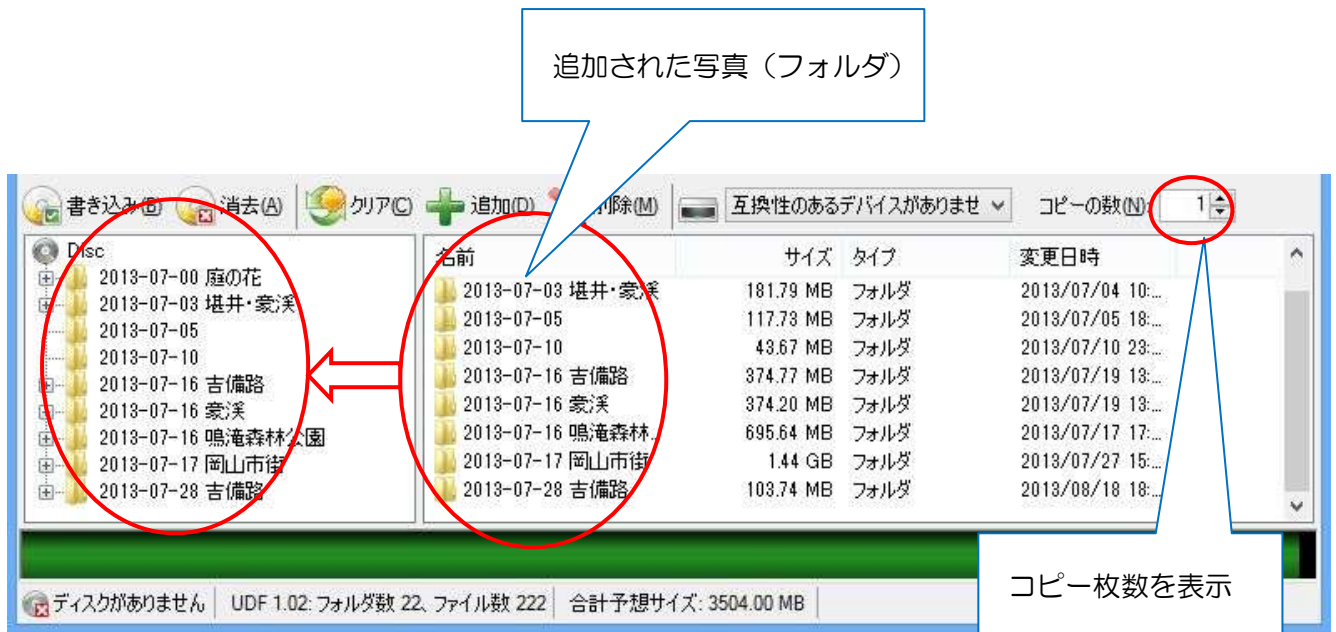 追加された写真（フォルダ）
書き込み(B) 消去(A) クリア(C) 追加(D) 削除(M) 互換性のあるデバイスがありませ コピーの数(N): 1
Disc
2013-07-00 庭の花
2013-07-03 堪井・豪渓
2013-07-05
2013-07-10
2013-07-16 吉備路
2013-07-16 豪渓
2013-07-16 鳴滝森林公園
2013-07-17 岡山市街
2013-07-28 吉備路
名前 サイズ タイプ 変更日時
2013-07-03 堪井・豪渓 181.79 MB フォルダ 2013/07/04 10:...
2013-07-05 117.73 MB フォルダ 2013/07/05 18:...
2013-07-10 43.67 MB フォルダ 2013/07/10 23:...
2013-07-16 吉備路 374.77 MB フォルダ 2013/07/19 13:...
2013-07-16 豪渓 374.20 MB フォルダ 2013/07/19 13:...
2013-07-16 鳴滝森林... 695.64 MB フォルダ 2013/07/17 17:...
2013-07-17 岡山市街 1.44 GB フォルダ 2013/07/27 15:...
2013-07-28 吉備路 103.74 MB フォルダ 2013/08/18 18:...
コピー枚数を表示
ディスクがありません UDF 1.02: フォルダ数 22、ファイル数 222 合計予想サイズ: 3504.00 MB